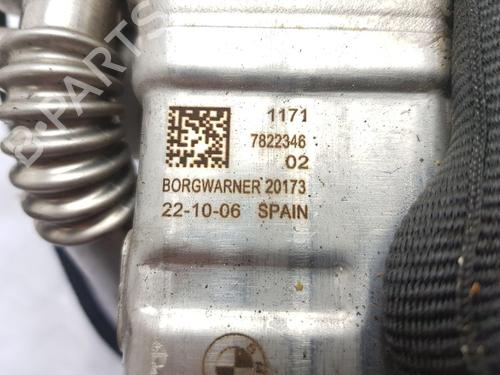 1171
7822346
02
BORGWARNER 20173
22-10-06 SPAIN
B-PARTS